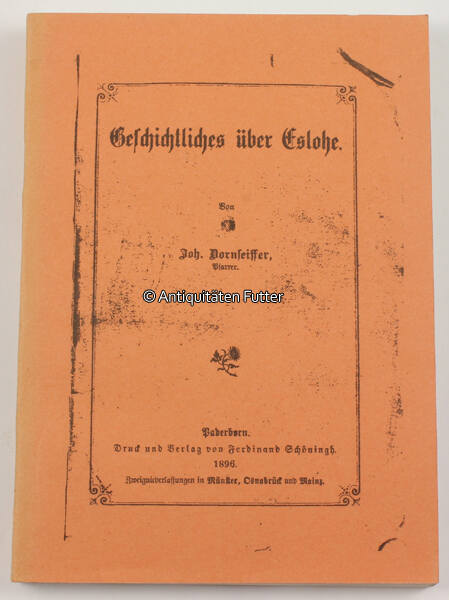 Geschichtliches über Eslohe.
Von
Joh. Dornseiffer,
Pfarrer.
© Antiquitäten Futter
Paderborn.
Druck und Verlag von Ferdinand Schöningh.
1896.
Zweigniederlassungen in Münster, Osnabrück und Mainz.